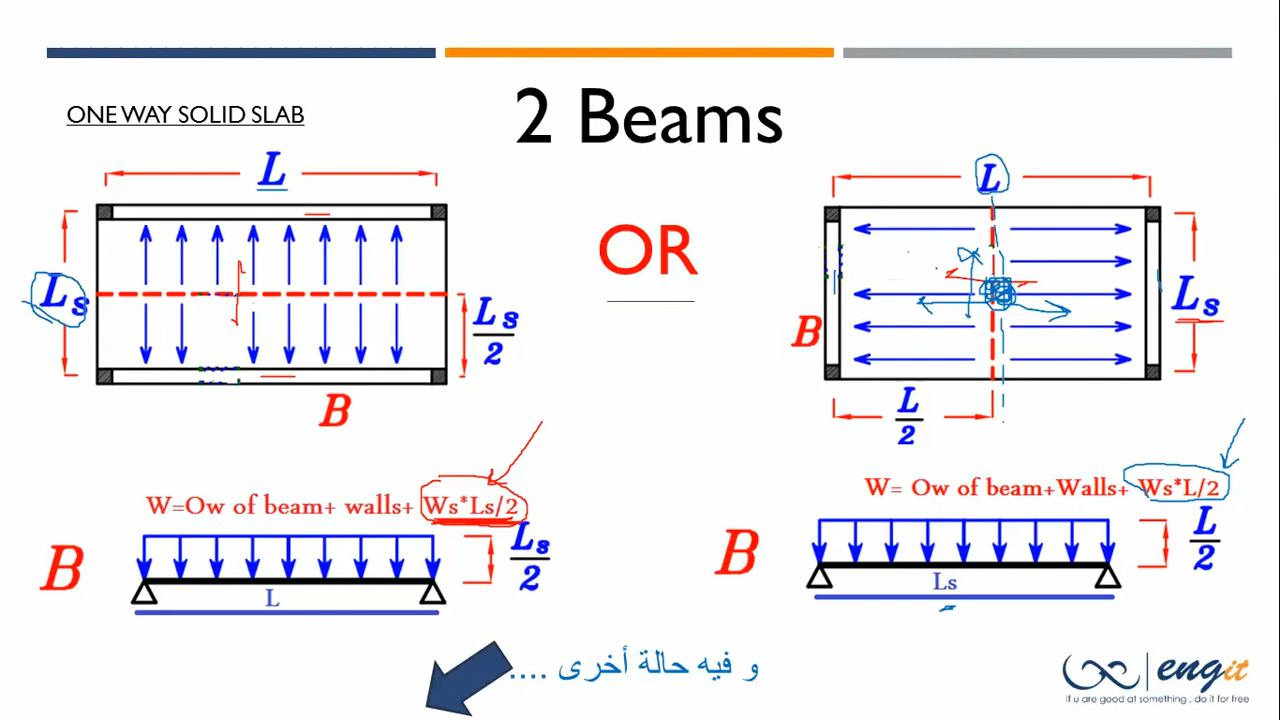 ONE WAY SOLID SLAB
2 Beams
L
Ls
Ls/2
B
OR
L
B
Ls
L/2
W=Ow of beam+ walls+ Ws*Ls/2
B
Ls/2
L
W= Ow of beam+Walls+ Ws*L/2
B
L/2
Ls
و فيه حالة أخرى ....
engit
if u are good at something , do it for free